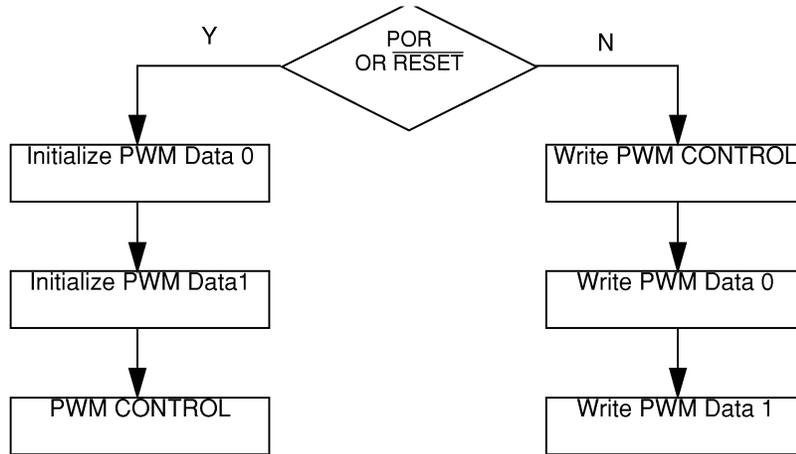 Y
POR
OR RESET
N
Initialize PWM Data 0
Write PWM CONTROL
Initialize PWM Data1
Write PWM Data 0
PWM CONTROL
Write PWM Data 1